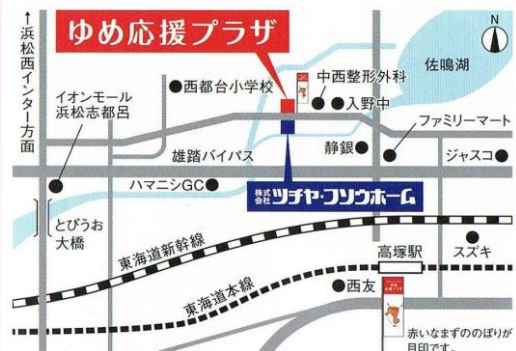 ↑浜松西インター方面
ゆめ応援プラザ
N
佐鳴湖
西都台小学校
中西整形外科
入野中
イオンモール
浜松志都呂
ファミリーマート
雄踏バイパス
静銀
ジャスコ
ハマニシGC
株式会社ツチヤ・フソウホーム
とびうお
大橋
東海道新幹線
高塚駅
スズキ
東海道本線
西友
赤いなまずののぼりが
目印です。